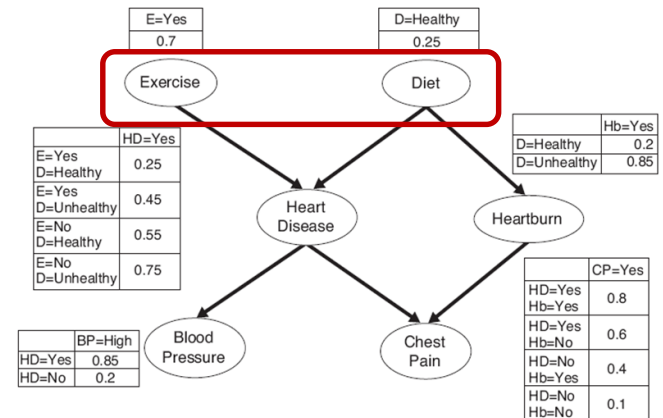 E=Yes
0.7
D=Healthy
0.25
Exercise
Diet
HD=Yes
E=Yes
D=Healthy
0.25
E=Yes
D=Unhealthy
0.45
E=No
D=Healthy
0.55
E=No
D=Unhealthy
0.75
Hb=Yes
D=Healthy 0.2
D=Unhealthy 0.85
Heart
Disease
Heartburn
CP=Yes
HD=Yes
Hb=Yes
0.8
HD=Yes
Hb=No
0.6
HD=No
Hb=Yes
0.4
HD=No
Hb=No
0.1
BP=High
HD=Yes 0.85
HD=No 0.2
Blood
Pressure
Chest
Pain